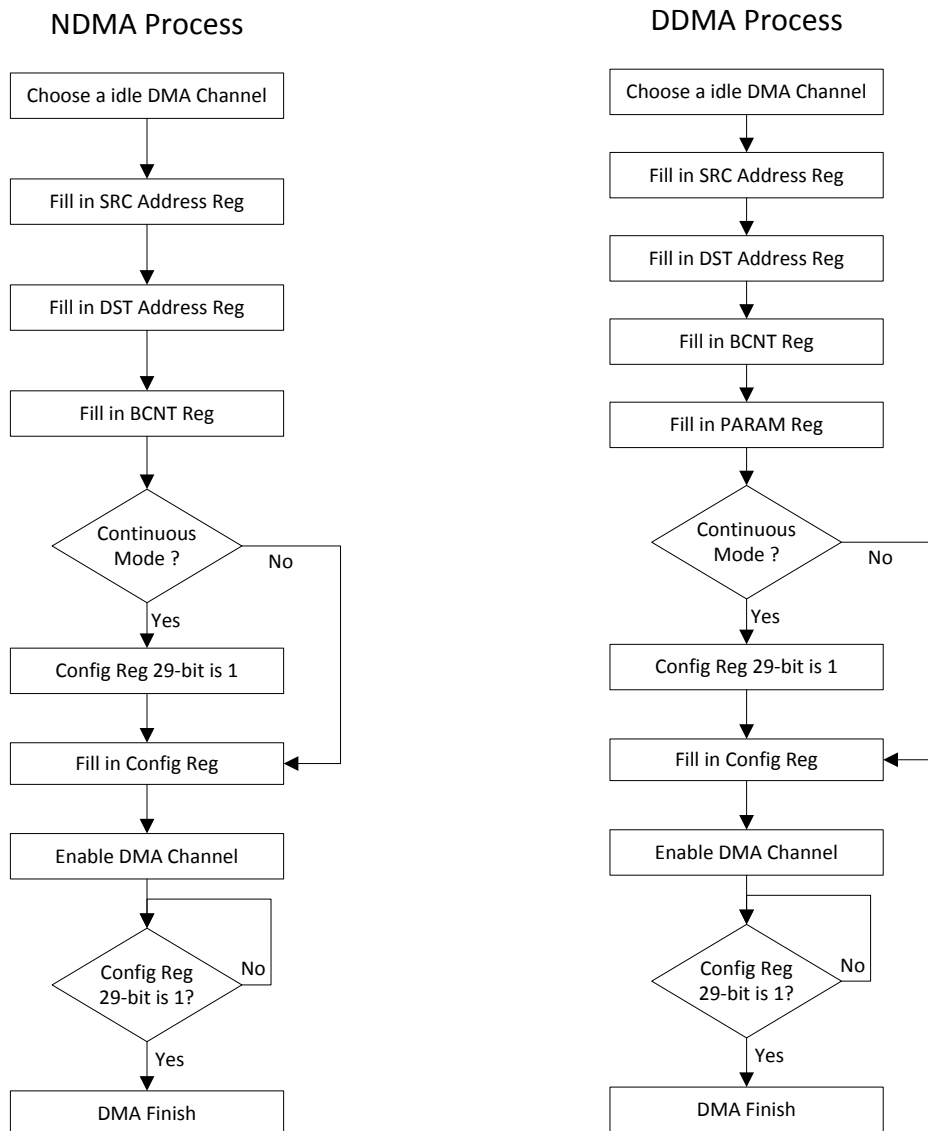 NDMA Process
Choose a idle DMA Channel
Fill in SRC Address Reg
Fill in DST Address Reg
Fill in BCNT Reg
Continuous
Mode ?
No
Yes
Config Reg 29-bit is 1
Fill in Config Reg
Enable DMA Channel
Config Reg
29-bit is 1?
No
Yes
DMA Finish
DDMA Process
Choose a idle DMA Channel
Fill in SRC Address Reg
Fill in DST Address Reg
Fill in BCNT Reg
Fill in PARAM Reg
Continuous
Mode ?
No
Yes
Config Reg 29-bit is 1
Fill in Config Reg
Enable DMA Channel
Config Reg
29-bit is 1?
No
Yes
DMA Finish